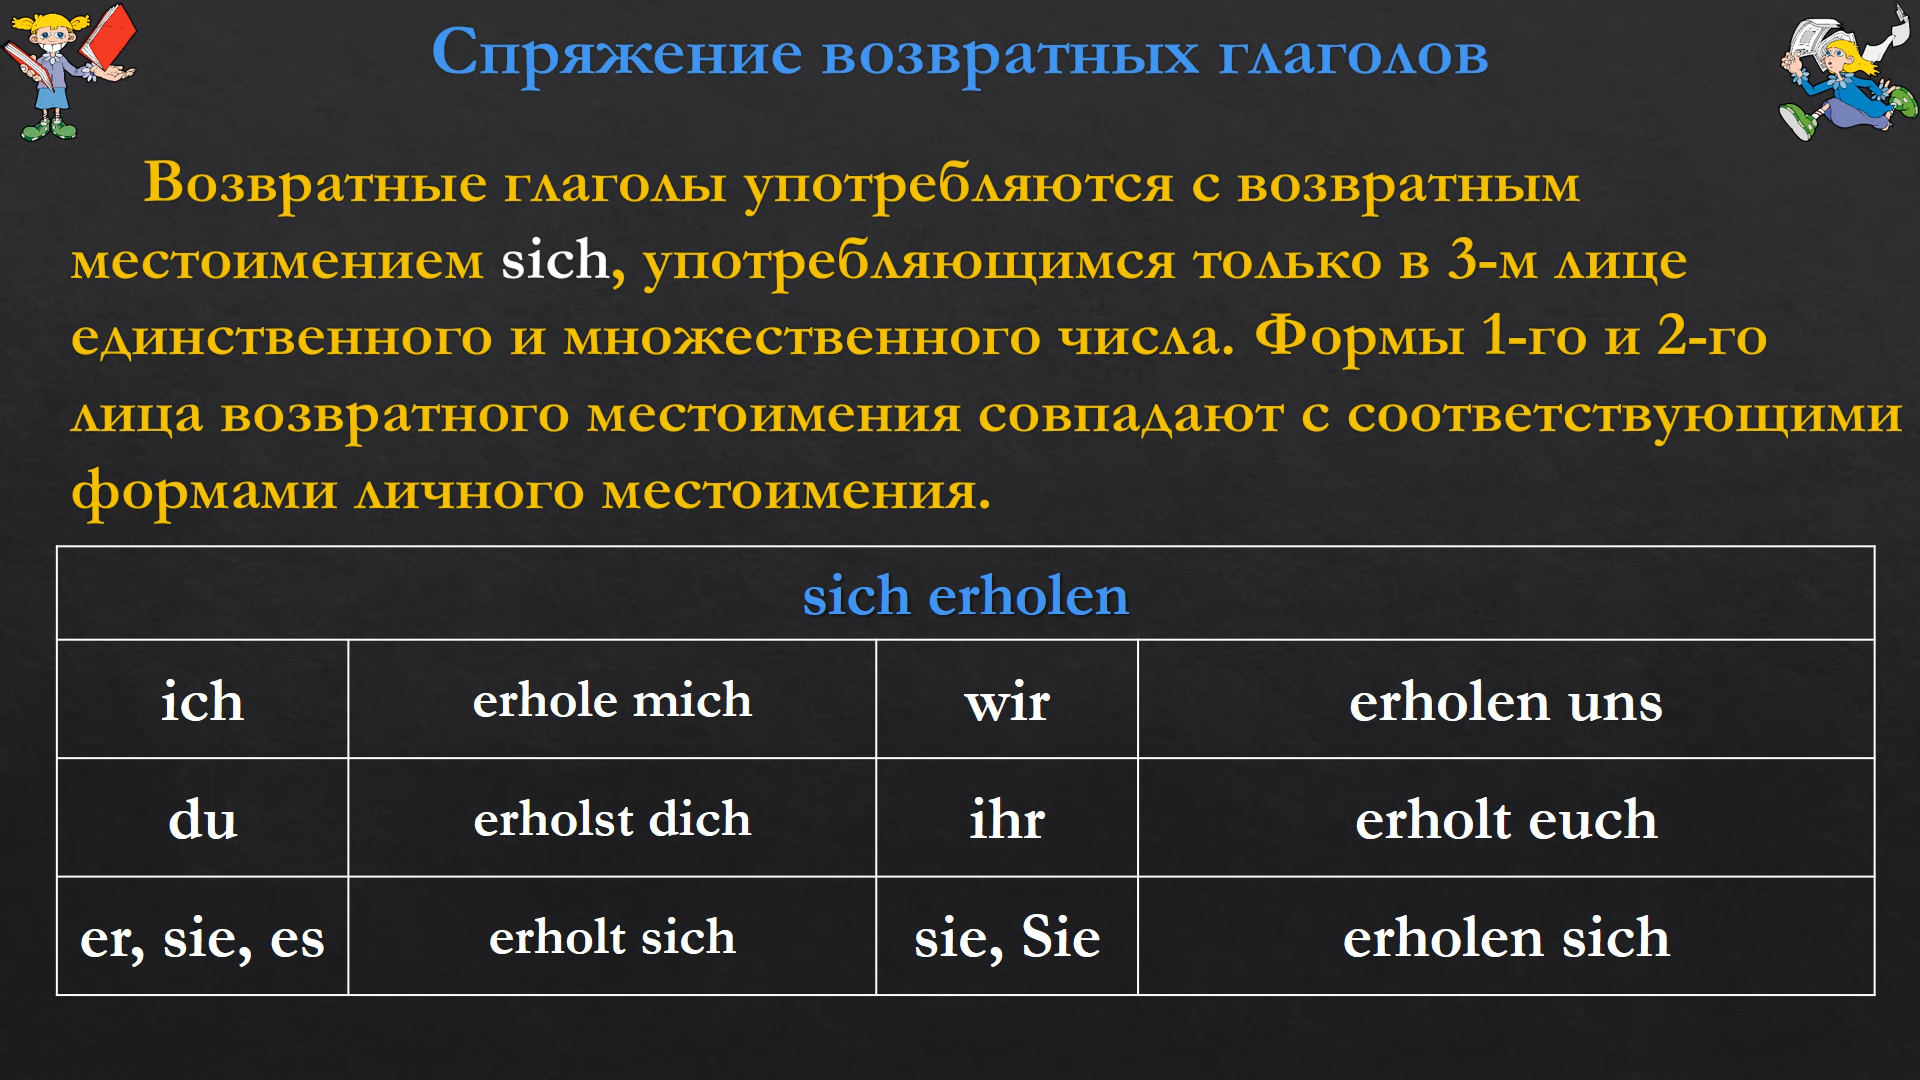 Спряжение возвратных глаголов
Возвратные глаголы употребляются с возвратным
местоимением sich, употребляющимся только в 3-м лице
единственного и множественного числа. Формы 1-го и 2-го
лица возвратного местоимения совпадают с соответствующими
формами личного местоимения.
sich erholen
ich erhole mich wir erholen uns
du erholst dich ihr erholt euch
er, sie, es erholt sich sie, Sie erholen sich